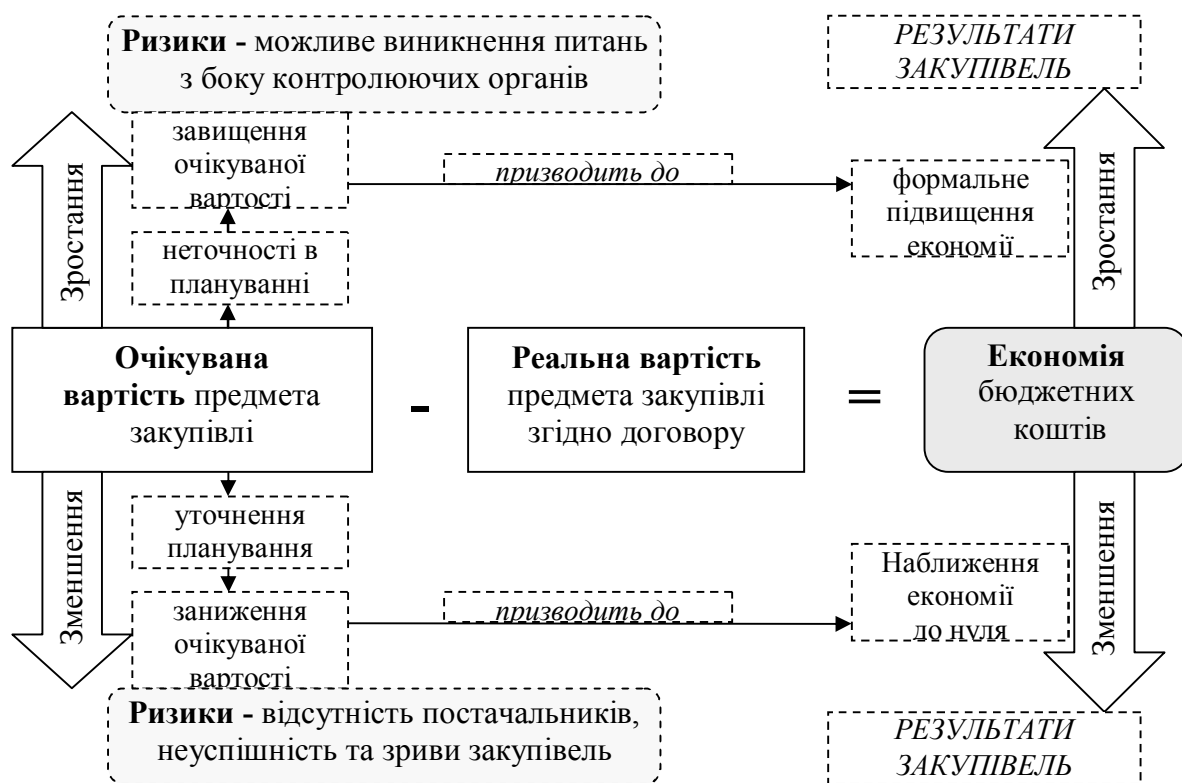 Ризики - можливе виникнення питань
з боку контролюючих органів
РЕЗУЛЬТАТИ
ЗАКУПІВЕЛЬ
Зростання
завищення
очікуваної
вартості
призводить до
формальне
підвищення
економії
Зростання
неточності в
плануванні
Очікувана
вартість предмета
закупівлі
-
Реальна вартість
предмета закупівлі
згідно договору
=
Економія
бюджетних
коштів
Зменшення
уточнення
планування
заниження
очікуваної
вартості
призводить до
Наближення
економії
до нуля
Зменшення
Ризики - відсутність постачальників,
неуспішність та зриви закупівель
РЕЗУЛЬТАТИ
ЗАКУПІВЕЛЬ